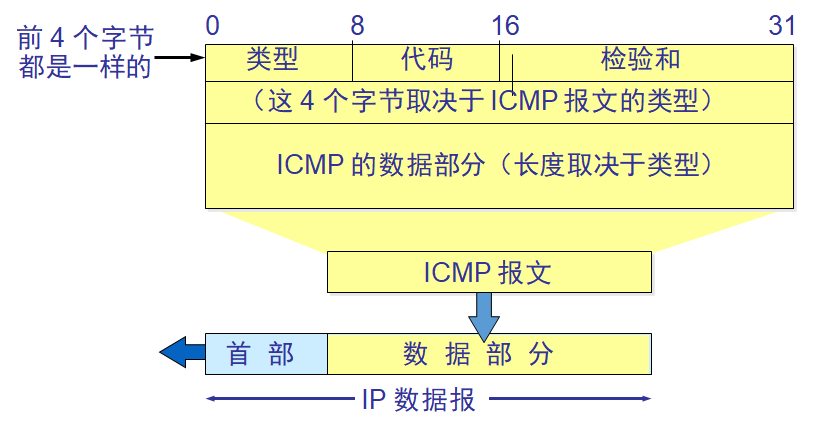 0 8 16 31
前 4 个字节
都是一样的
类型 代码 检验和
（这 4 个字节取决于 ICMP 报文的类型）
ICMP 的数据部分（长度取决于类型）
ICMP 报文
首 部 数 据 部 分
IP 数据报